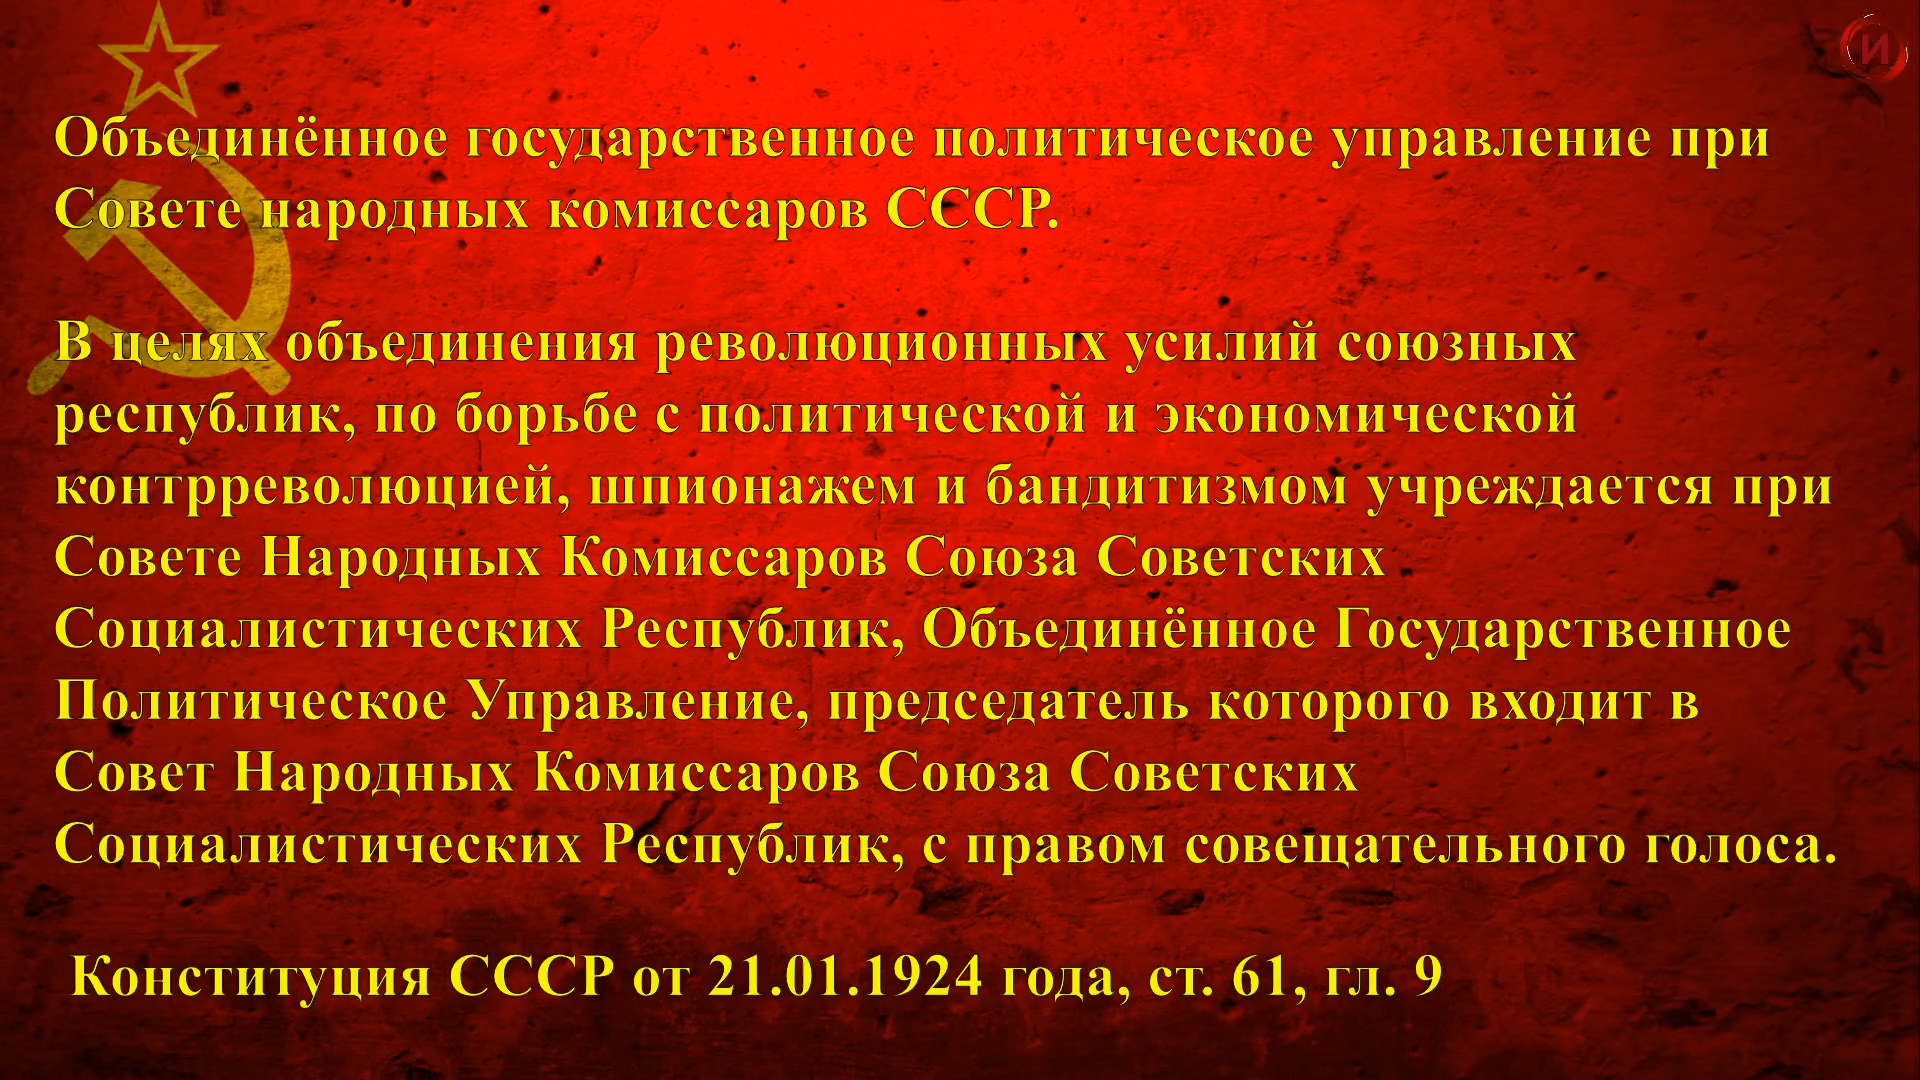 И
Объединённое государственное политическое управление при
Совете народных комиссаров СССР.
В целях объединения революционных усилий союзных
республик, по борьбе с политической и экономической
контрреволюцией, шпионажем и бандитизмом учреждается при
Совете Народных Комиссаров Союза Советских
Социалистических Республик, Объединённое Государственное
Политическое Управление, председатель которого входит в
Совет Народных Комиссаров Союза Советских
Социалистических Республик, с правом совещательного голоса.
Конституция СССР от 21.01.1924 года, ст. 61, гл. 9